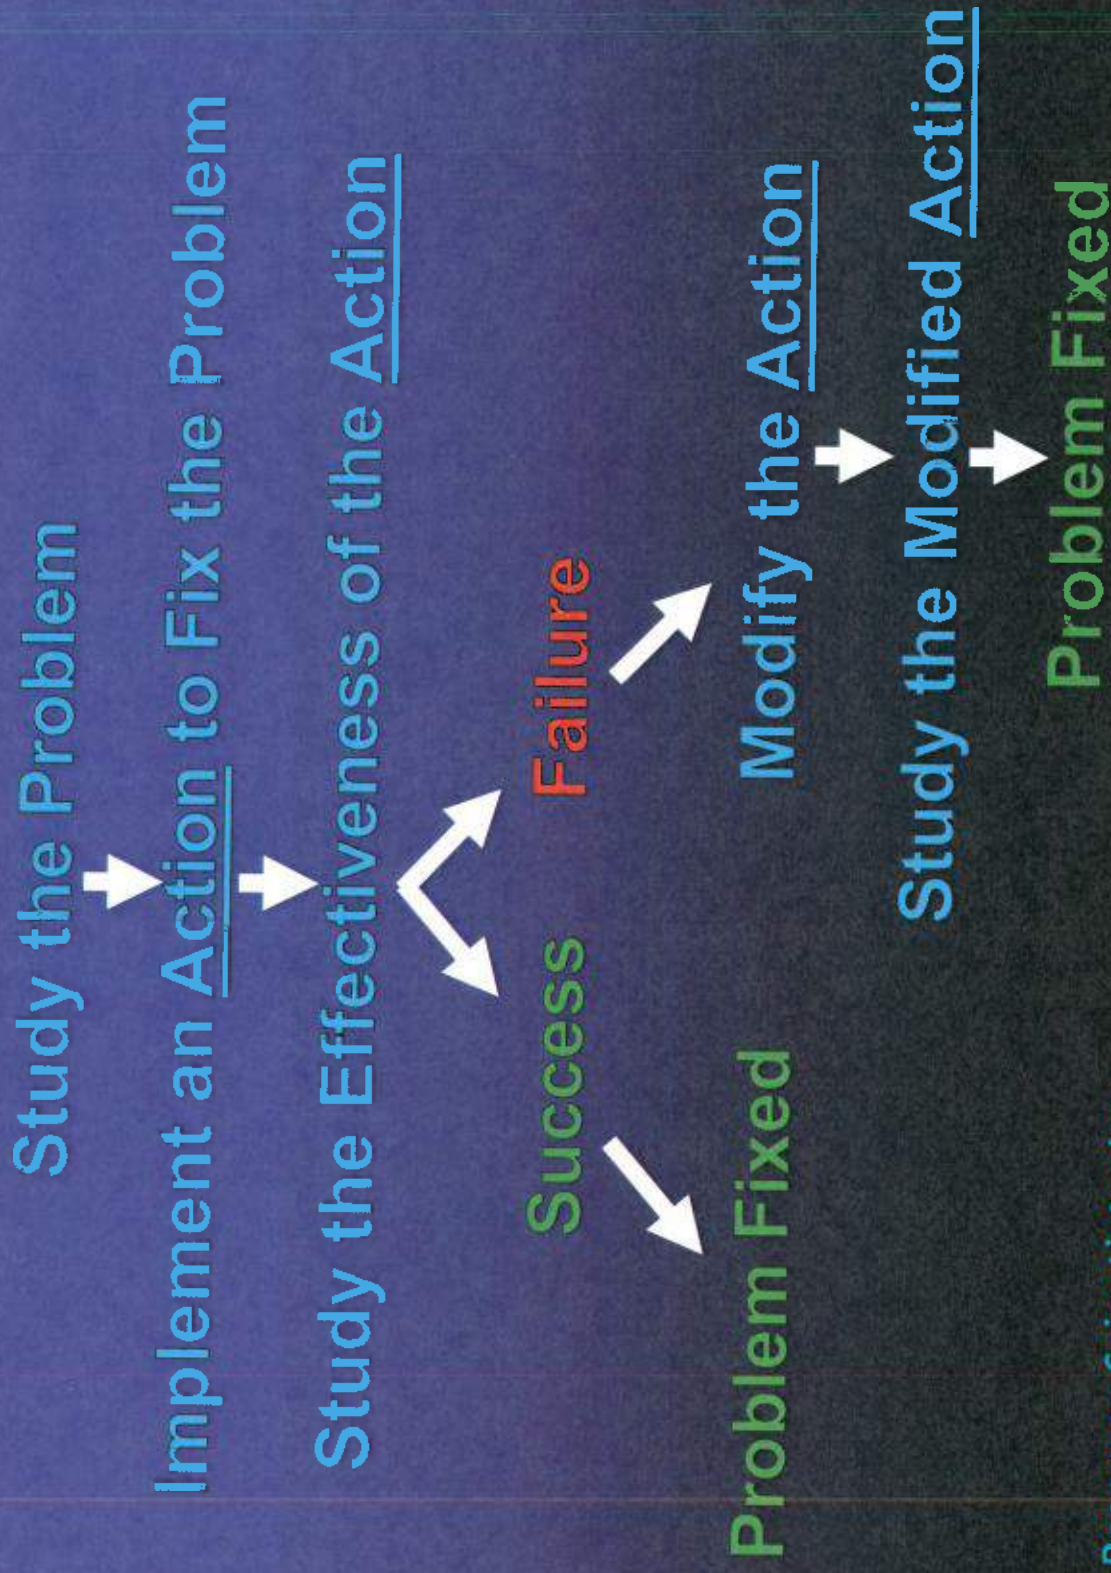 Study the Problem
Implement an Action to Fix the Problem
Study the Effectiveness of the Action
Success Failure
Problem Fixed
Modify the Action
Study the Modified Action
Problem Fixed